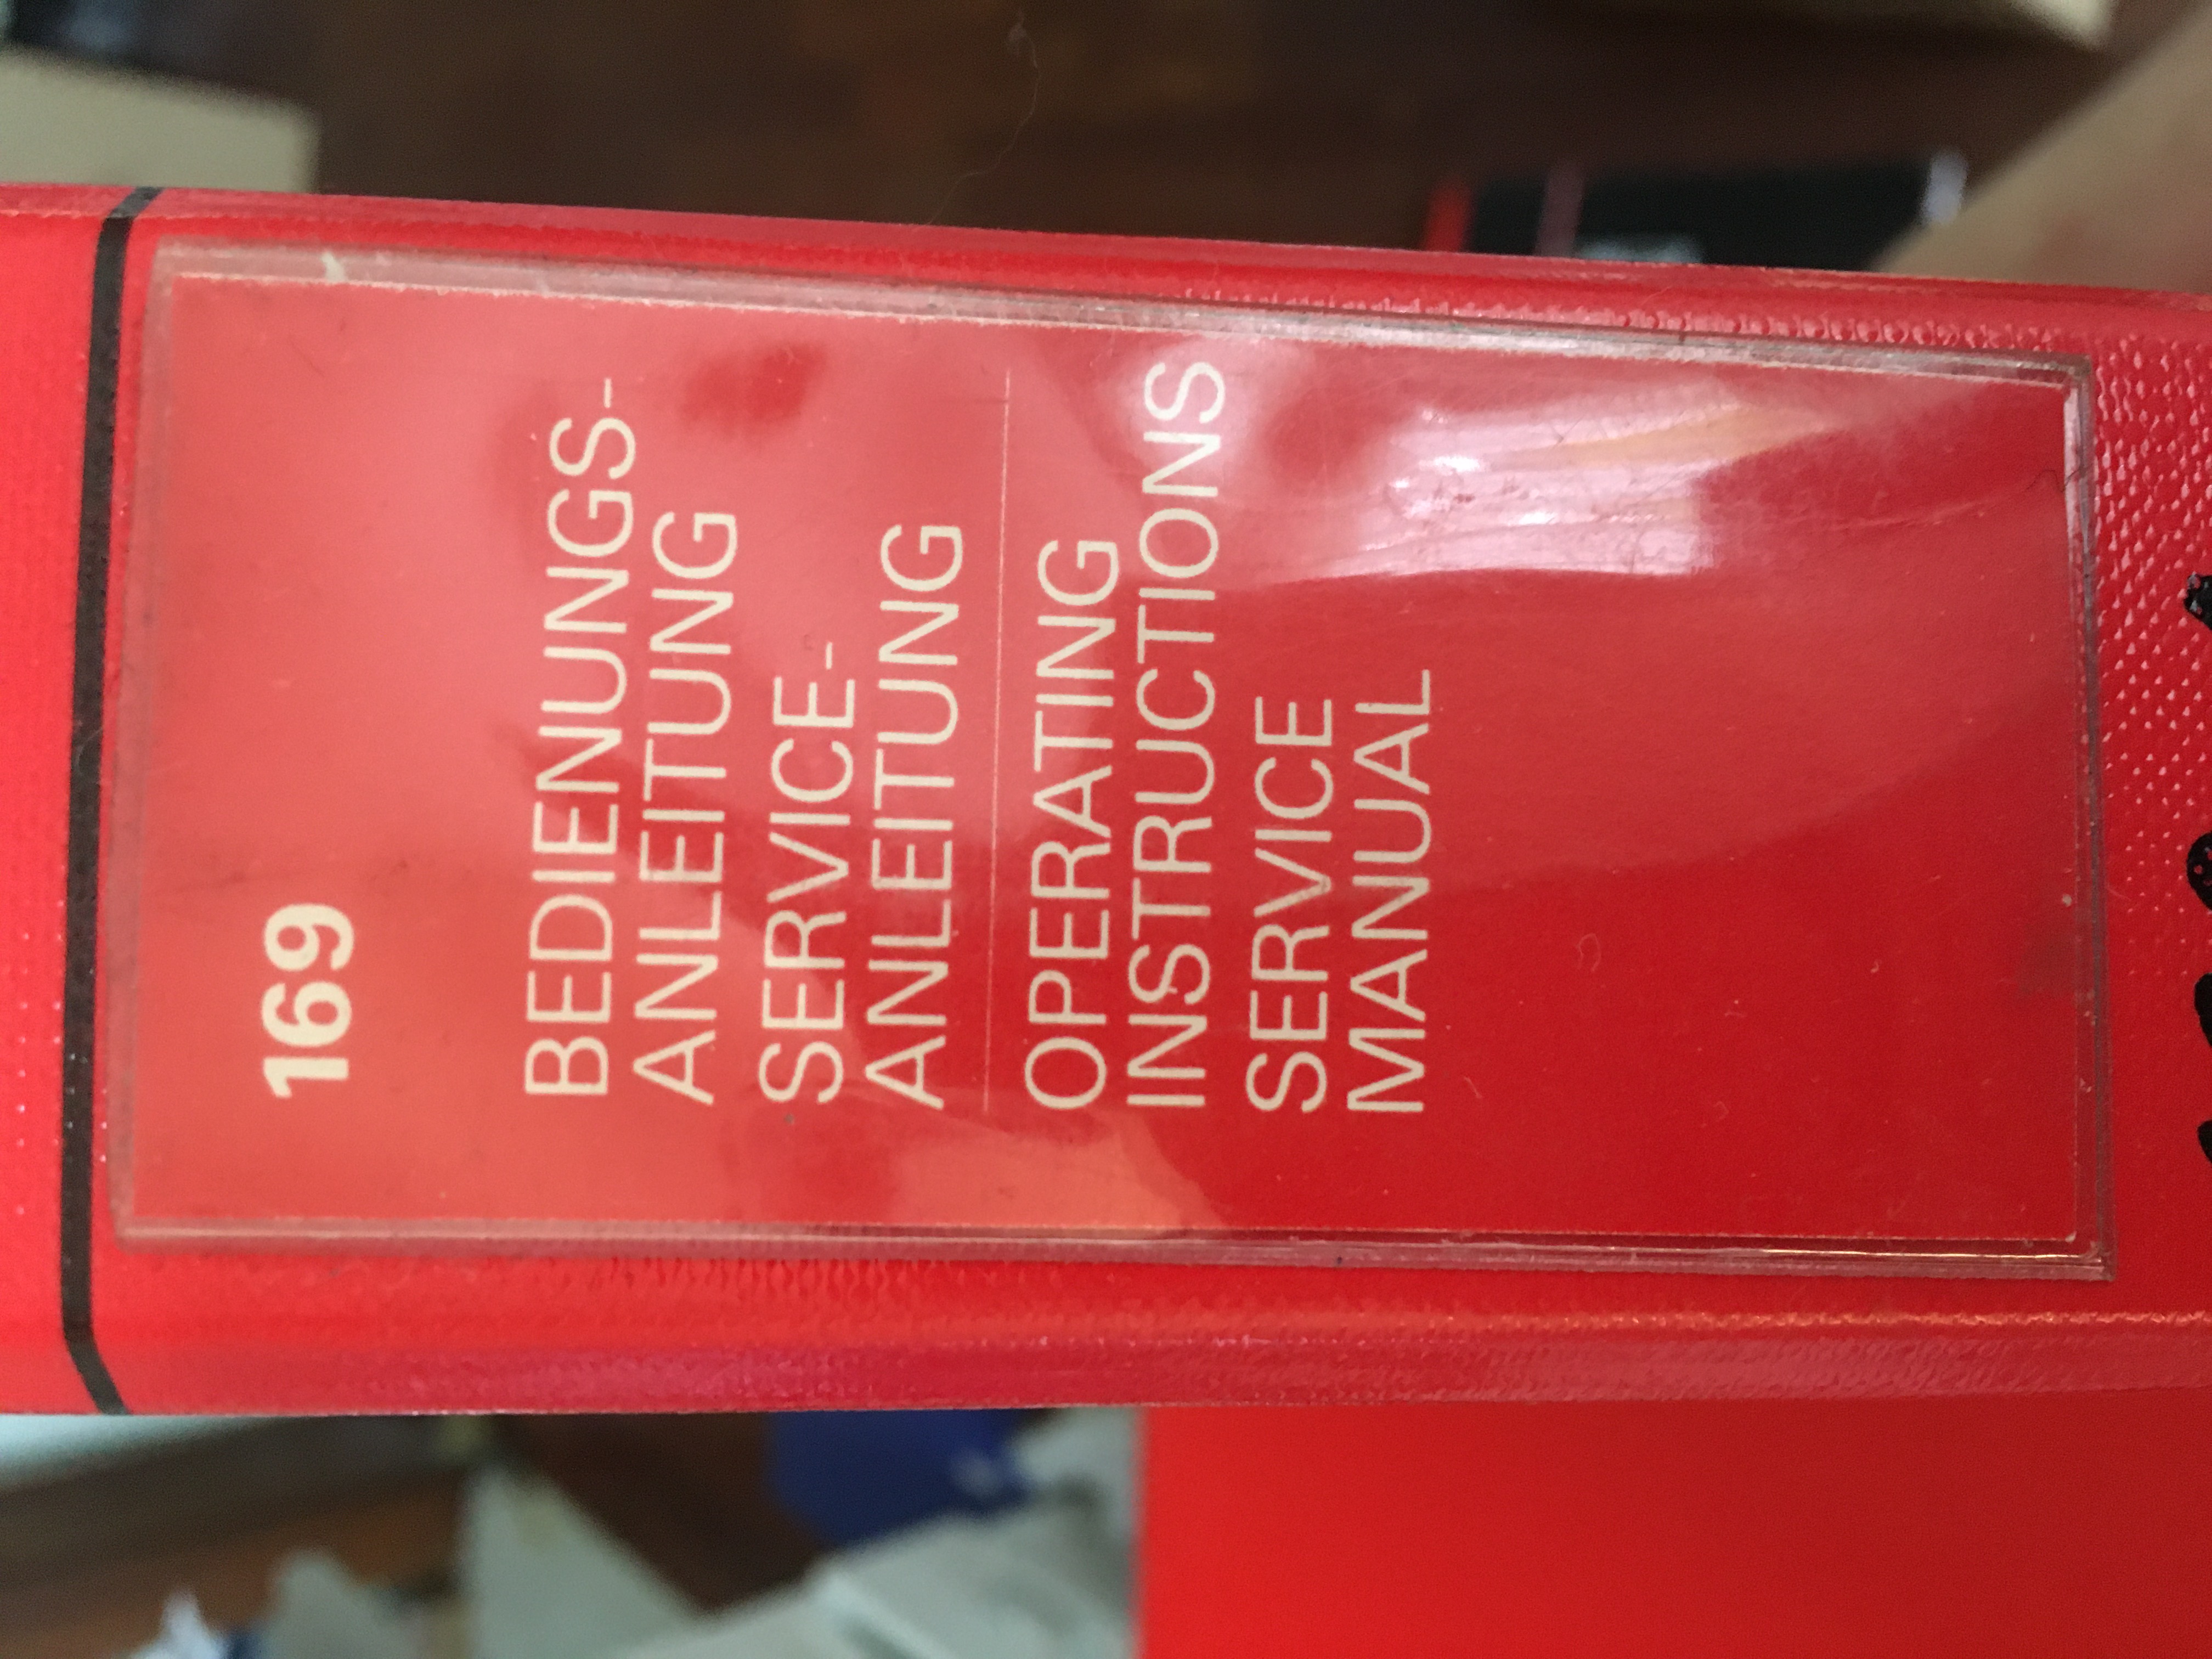 169
BEDIENUNGS-
ANLEITUNG
SERVICE-
ANLEITUNG
OPERATING
INSTRUCTIONS
SERVICE
MANUAL